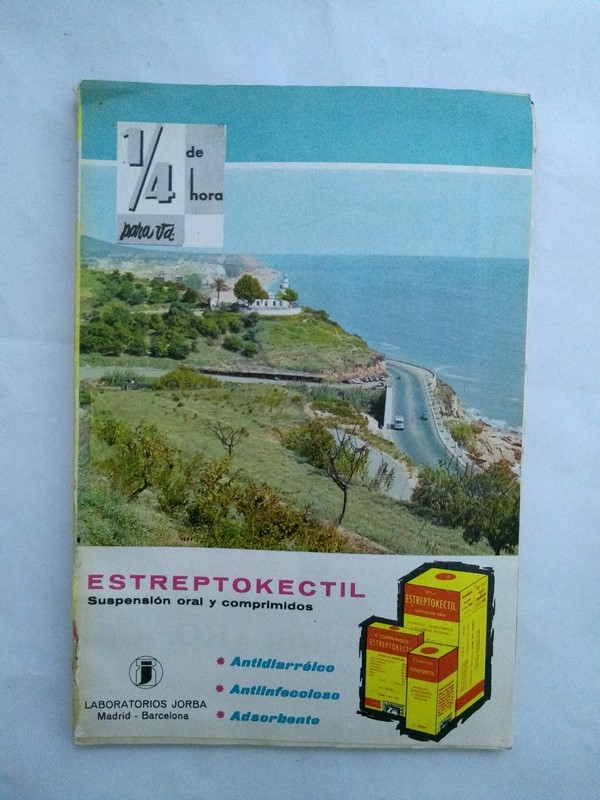 1/4 de hora
para vd.
ESTREPTOKECTIL
Suspensión oral y comprimidos
* Antidiarréico
* Antiinfeccioso
* Adsorbente
LABORATORIOS JORBA
Madrid - Barcelona
ESTREPTOKECTIL
ESTREPTOKECTIL